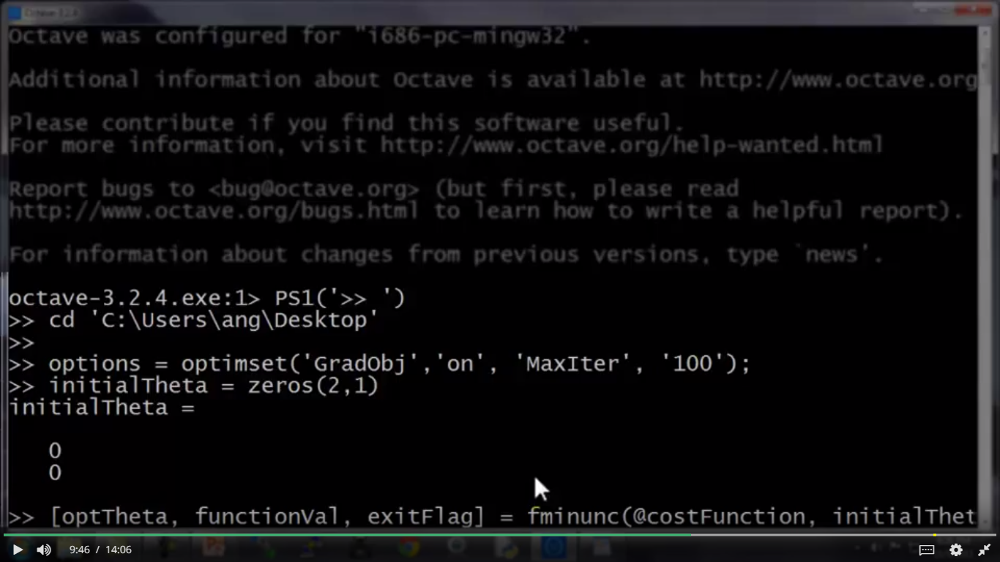 Octave 3.2.4
Octave was configured for "i686-pc-mingw32".
Additional information about Octave is available at http://www.octave.org
Please contribute if you find this software useful.
For more information, visit http://www.octave.org/help-wanted.html
Report bugs to <bug@octave.org> (but first, please read
http://www.octave.org/bugs.html to learn how to write a helpful report).
For information about changes from previous versions, type `news'.
octave-3.2.4.exe:1> PS1('>> ')
>> cd 'C:\Users\ang\Desktop'
>>
>> options = optimset('GradObj','on', 'MaxIter', '100');
>> initialTheta = zeros(2,1)
initialTheta =
0
0
>> [optTheta, functionVal, exitFlag] = fminunc(@costFunction, initialThet
9:46 / 14:06